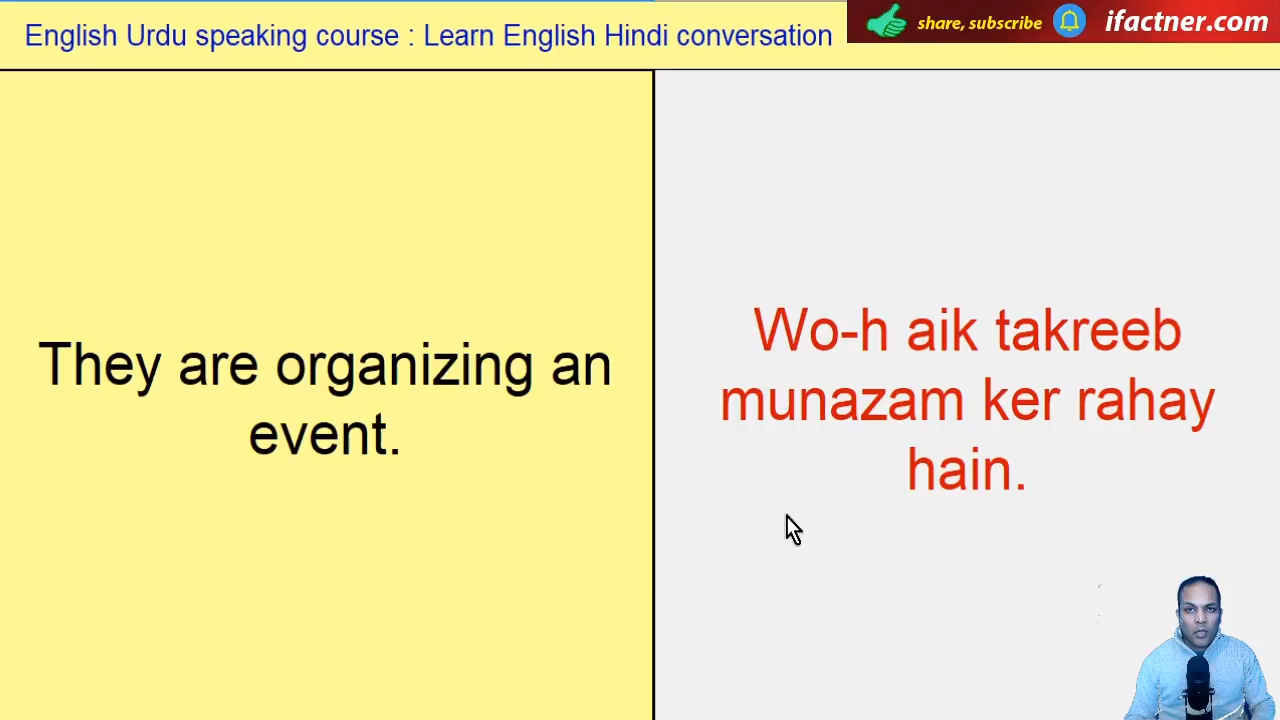 English Urdu speaking course : Learn English Hindi conversation
share, subscribe
ifactner.com
They are organizing an
event.
Wo-h aik takreeb
munazam ker rahay
hain.